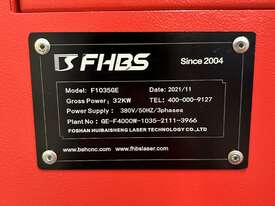 FHBS Since 2004
Model: F1035GE Date: 2021/11
Gross Power: 32KW TEL: 400-000-9127
Power Supply: 380V/50HZ/3phases
Plant No: GE-F4000W-1035-2111-3966
FOSHAN HUIBAISHENG LASER TECHNOLOGY CO.,LTD
www.bshcnc.com www.fhbslaser.com